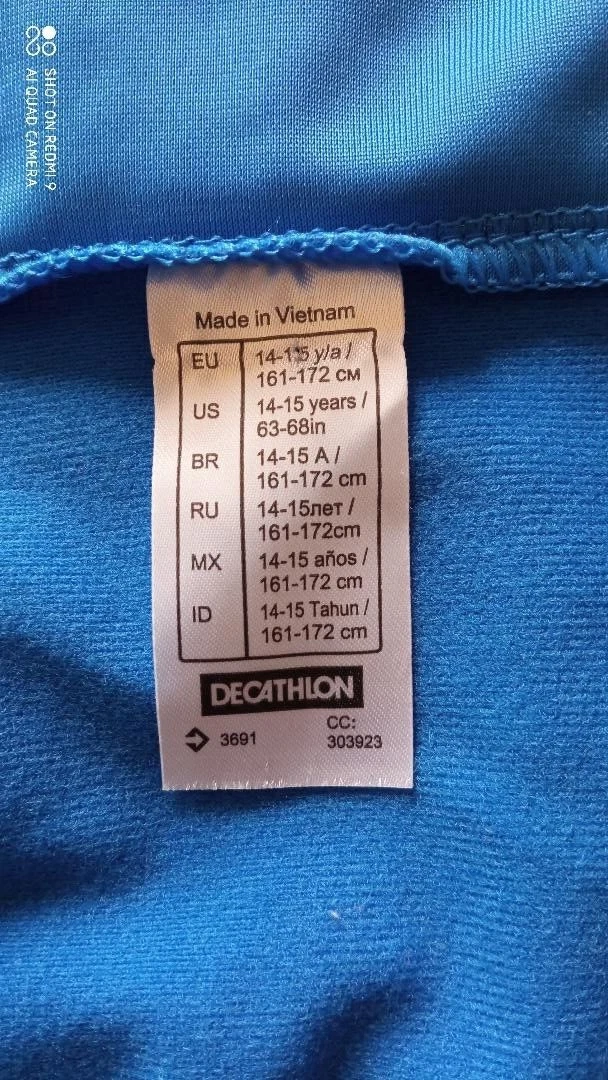 SHOT ON REDMI 9
AI QUAD CAMERA
Made in Vietnam
EU 14-15 y/a /
161-172 см
US 14-15 years /
63-68in
BR 14-15 A /
161-172 cm
RU 14-15лет /
161-172cm
MX 14-15 años /
161-172 cm
ID 14-15 Tahun /
161-172 cm
DECATHLON
3691 CC:
303923